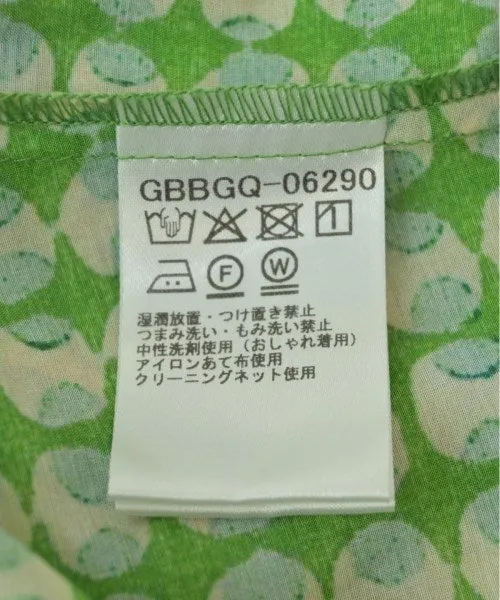 GBBGQ-06290
F W
湿潤放置・つけ置き禁止
つまみ洗い・もみ洗い禁止
中性洗剤使用（おしゃれ着用）
アイロンあて布使用
クリーニングネット使用